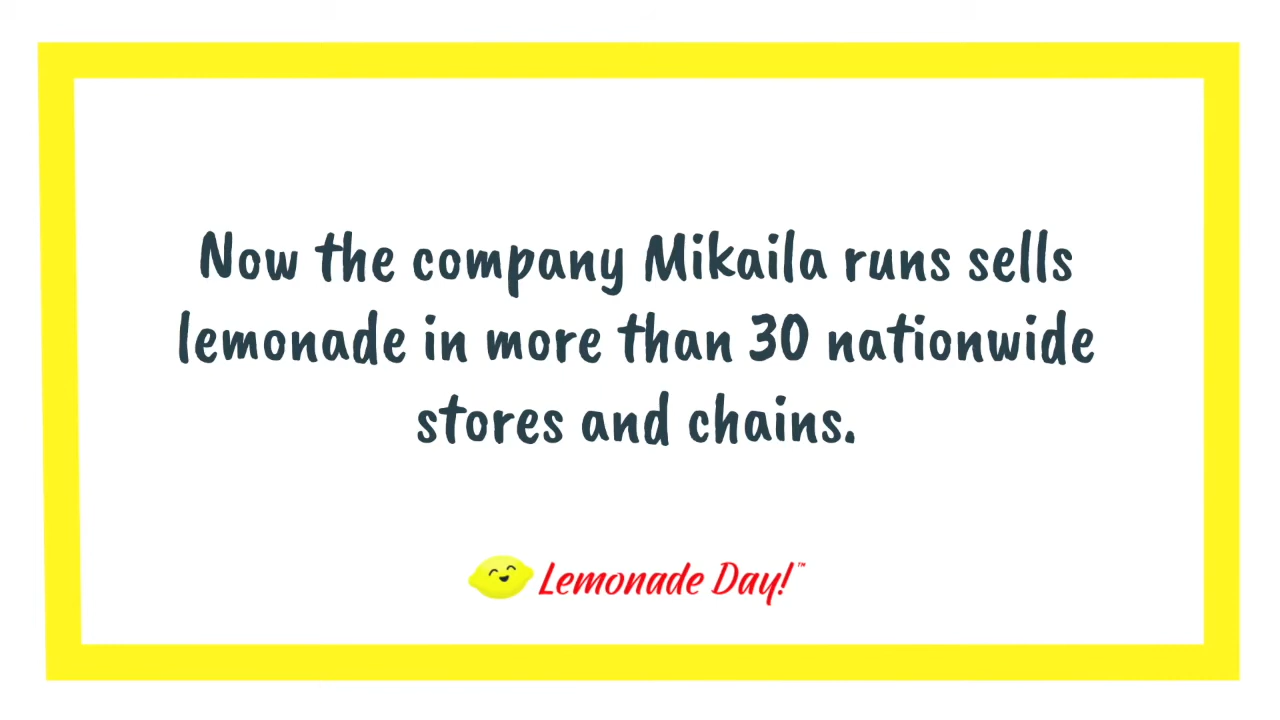 Now the company Mikaila runs sells
lemonade in more than 30 nationwide
stores and chains.
Lemonade Day!™